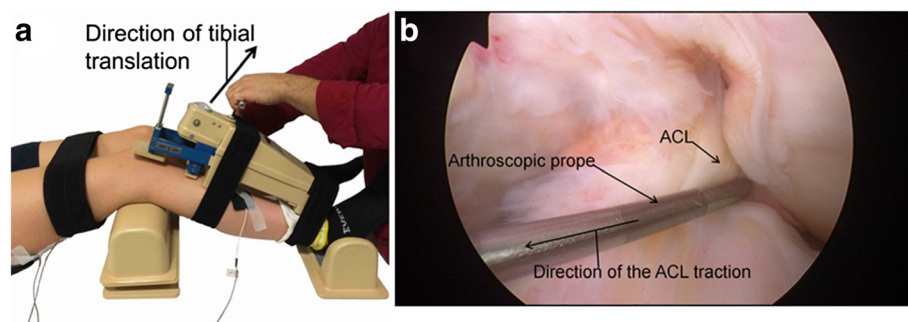 a
Direction of tibial
translation
b
ACL
Arthroscopic prope
Direction of the ACL traction